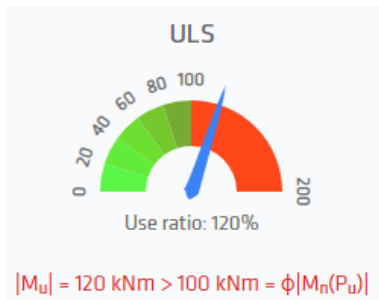 ULS
0
20
40
60
80
100
200
Use ratio: 120%
|Mᵤ| = 120 kNm > 100 kNm = ϕ|Mₙ(Pᵤ)|